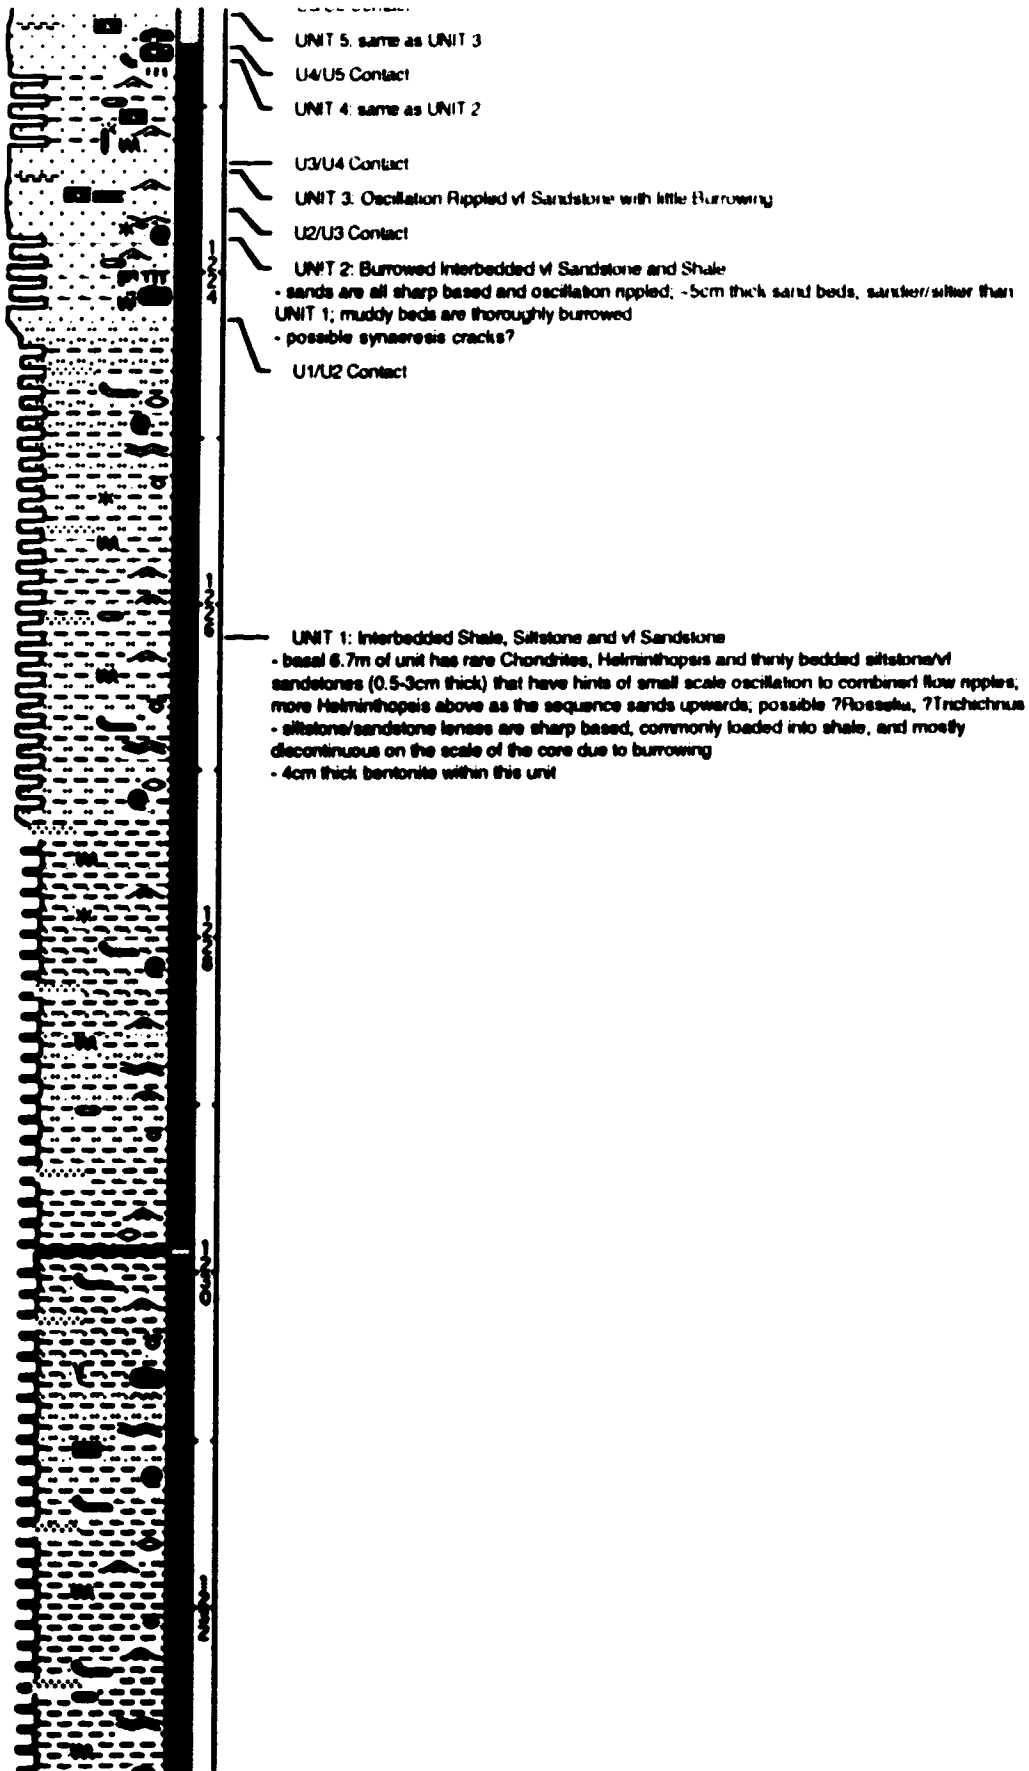 UNIT 5. same as UNIT 3
U4/U5 Contact
UNIT 4: same as UNIT 2
U3/U4 Contact
UNIT 3: Oscillation Rippled vf Sandstone with little Burrowing
U2/U3 Contact
UNIT 2: Burrowed Interbedded vf Sandstone and Shale
- sands are all sharp based and oscillation rippled; ~5cm thick sand beds, sandier/siltier than
UNIT 1; muddy beds are thoroughly burrowed
- possible synaeresis cracks?
U1/U2 Contact
UNIT 1: Interbedded Shale, Siltstone and vf Sandstone
- basal 6.7m of unit has rare Chondrites, Helminthopsis and thinly bedded siltstone/vf
sandstones (0.5-3cm thick) that have hints of small scale oscillation to combined flow ripples;
more Helminthopsis above as the sequence sands upwards; possible ?Rosselia, ?Trichichnus
- siltstone/sandstone lenses are sharp based, commonly loaded into shale, and mostly
discontinuous on the scale of the core due to burrowing
- 4cm thick bentonite within this unit
1224
1226
1228
1230
1232